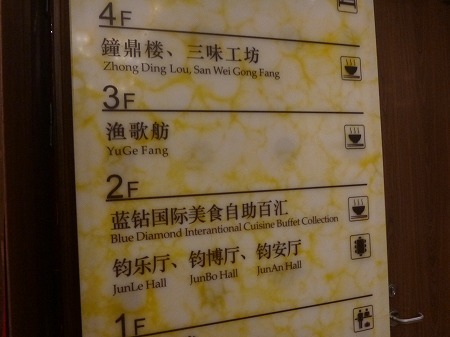 4F
鐘鼎楼、三味工坊
Zhong Ding Lou, San Wei Gong Fang
3F
渔歌舫
YuGe Fang
2F
蓝钻国际美食自助百汇
Blue Diamond Interantional Cuisine Buffet Collection
钧乐厅、钧博厅、钧安厅
JunLe Hall JunBo Hall JunAn Hall
1F